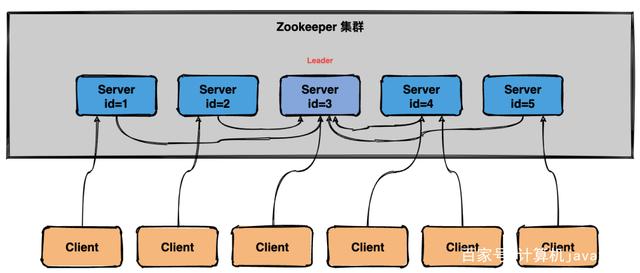 Zookeeper 集群
Leader
Server
id=1
Server
id=2
Server
id=3
Server
id=4
Server
id=5
Client
Client
Client
Client
Client
Client
百家号/计算机java